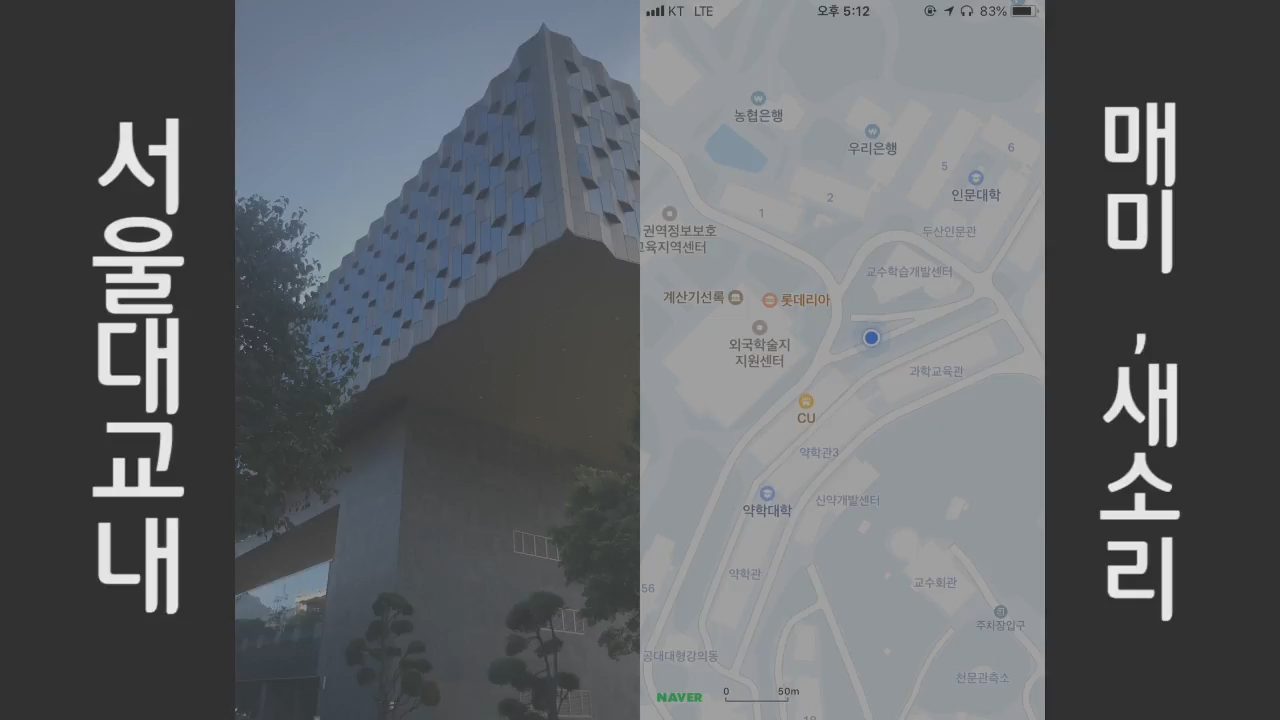 서울대교내
KT LTE 오후 5:12 83%
농협은행
우리은행
6
5
인문대학
2
1
두산인문관
권역정보보호
교육지역센터
교수학습개발센터
계산기선록
롯데리아
외국학술지
지원센터
과학교육관
CU
약학관3
약학대학
신약개발센터
약학관
교수회관
56
주차장입구
공대대형강의동
천문관측소
NAVER
0 50m
매미, 새소리